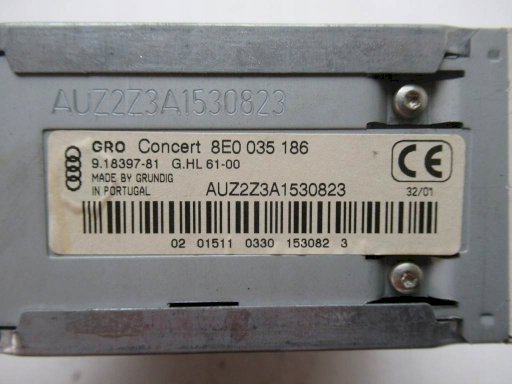 AUZ2Z3A1530823
GRO Concert 8E0 035 186
9.18397-81 G.HL 61-00
MADE BY GRUNDIG
IN PORTUGAL
AUZ2Z3A1530823
CE
32/01
02 01511 0330 153082 3